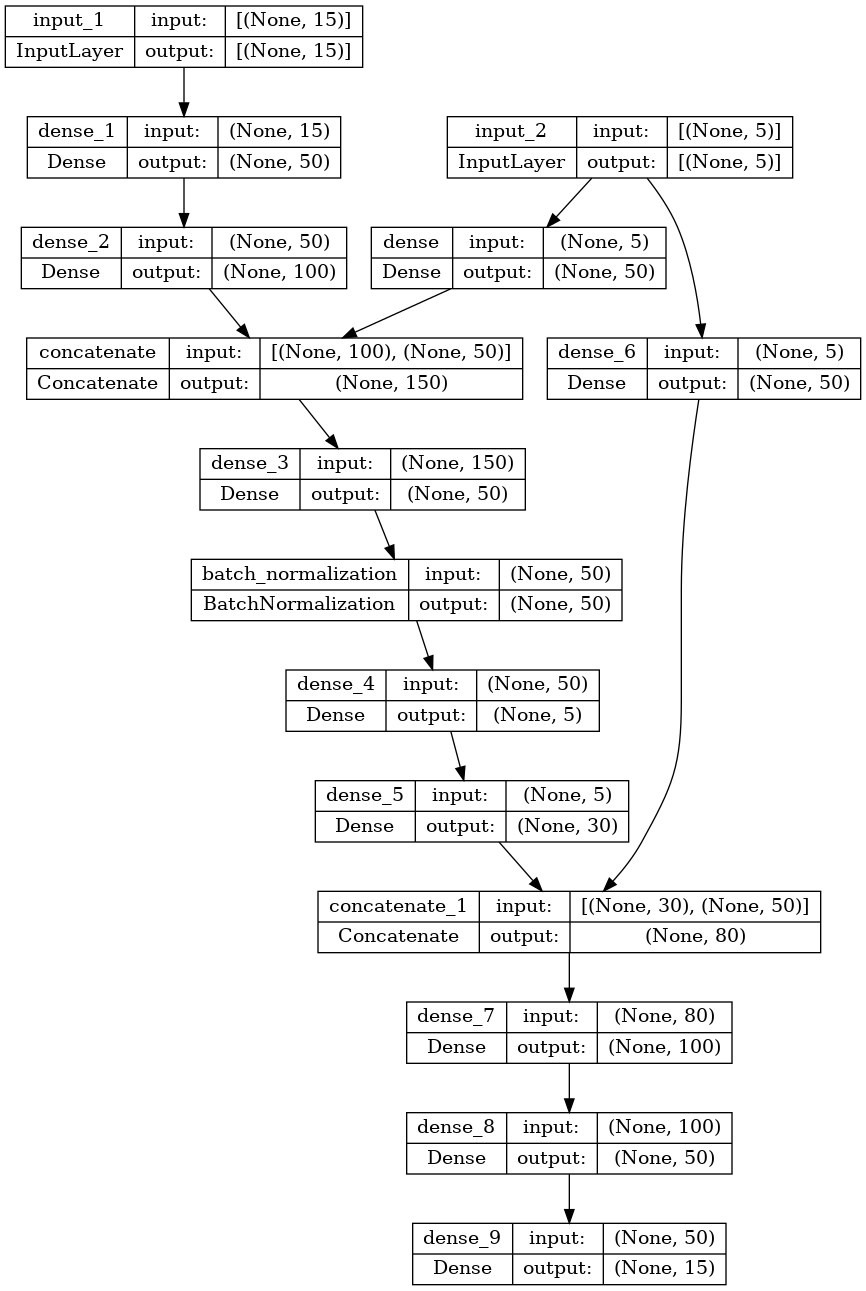 input_1 input: [(None, 15)]
InputLayer output: [(None, 15)]
dense_1 input: (None, 15)
Dense output: (None, 50)
input_2 input: [(None, 5)]
InputLayer output: [(None, 5)]
dense_2 input: (None, 50)
Dense output: (None, 100)
dense input: (None, 5)
Dense output: (None, 50)
concatenate input: [(None, 100), (None, 50)]
Concatenate output: (None, 150)
dense_6 input: (None, 5)
Dense output: (None, 50)
dense_3 input: (None, 150)
Dense output: (None, 50)
batch_normalization input: (None, 50)
BatchNormalization output: (None, 50)
dense_4 input: (None, 50)
Dense output: (None, 5)
dense_5 input: (None, 5)
Dense output: (None, 30)
concatenate_1 input: [(None, 30), (None, 50)]
Concatenate output: (None, 80)
dense_7 input: (None, 80)
Dense output: (None, 100)
dense_8 input: (None, 100)
Dense output: (None, 50)
dense_9 input: (None, 50)
Dense output: (None, 15)